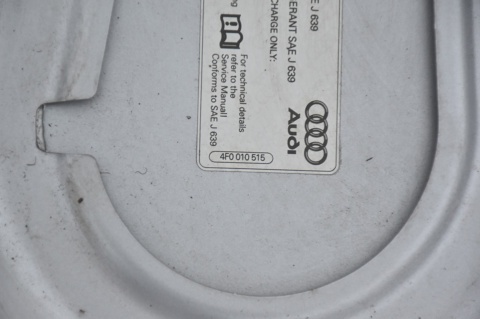 E J 639
ERANT SAE J 639
CHARGE ONLY:
Audi
ng
For technical details
refer to the
Service Manual!
Conforms to SAE J 639
4F0 010 515